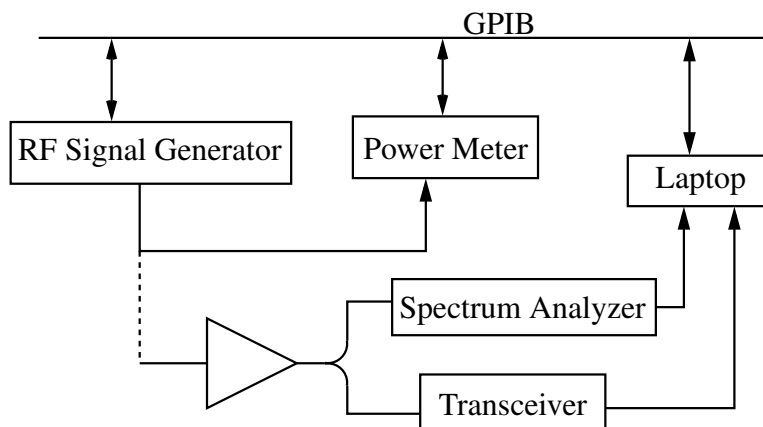 GPIB
RF Signal Generator
Power Meter
Laptop
Spectrum Analyzer
Transceiver